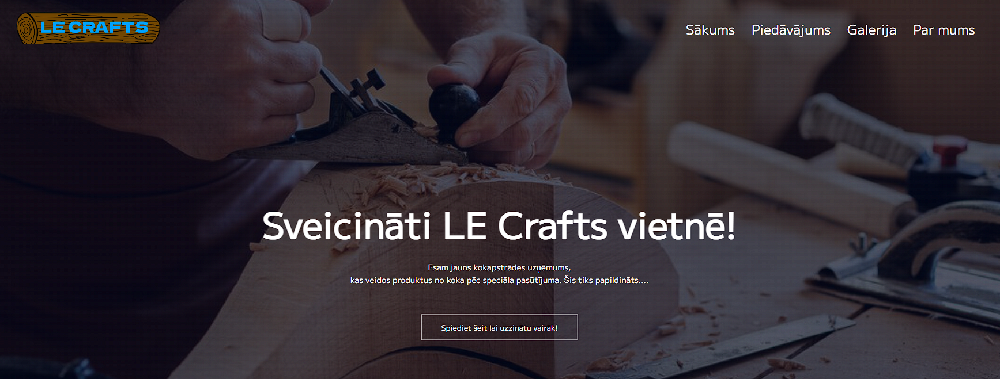 LE CRAFTS
Sākums Piedāvājums Galerija Par mums
Sveicināti LE Crafts vietnē!
Esam jauns kokapstrādes uzņēmums,
kas veidos produktus no koka pēc speciāla pasūtījuma. Šis tiks papildināts....
Spiediet šeit lai uzzinātu vairāk!